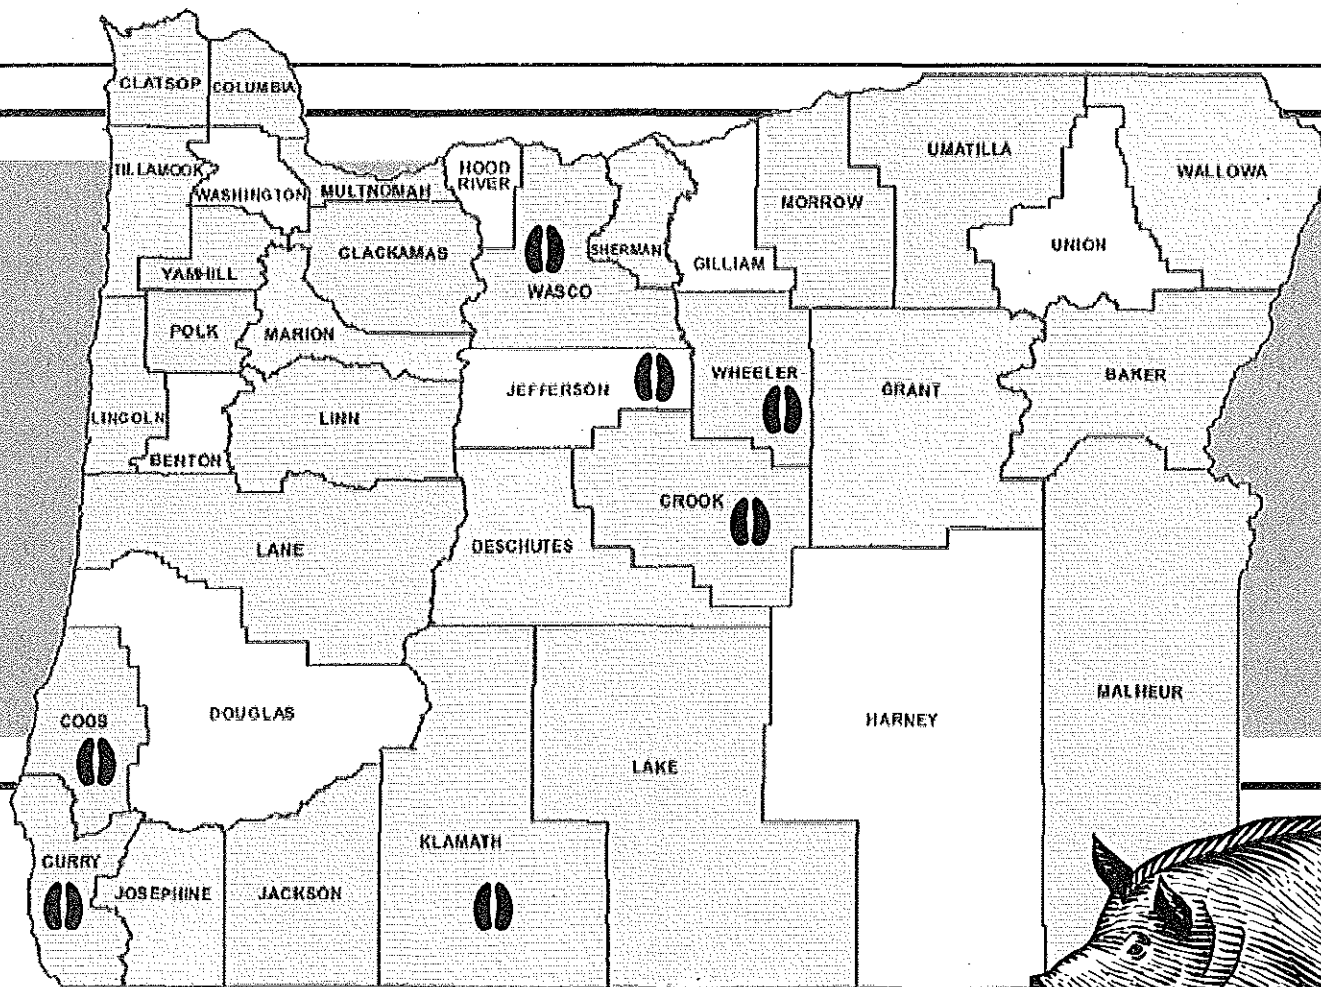 CLATSOP
COLUMBIA
TILLAMOOK
WASHINGTON
MULTNOMAH
HOOD
RIVER
UMATILLA
WALLOWA
MORROW
SHERMAN
GILLIAM
UNION
CLACKAMAS
YAMHILL
WASCO
POLK
MARION
JEFFERSON
WHEELER
GRANT
BAKER
LINCOLN
LINN
BENTON
CROOK
LANE
DESCHUTES
MALHEUR
COOS
DOUGLAS
HARNEY
LAKE
KLAMATH
CURRY
JOSEPHINE
JACKSON